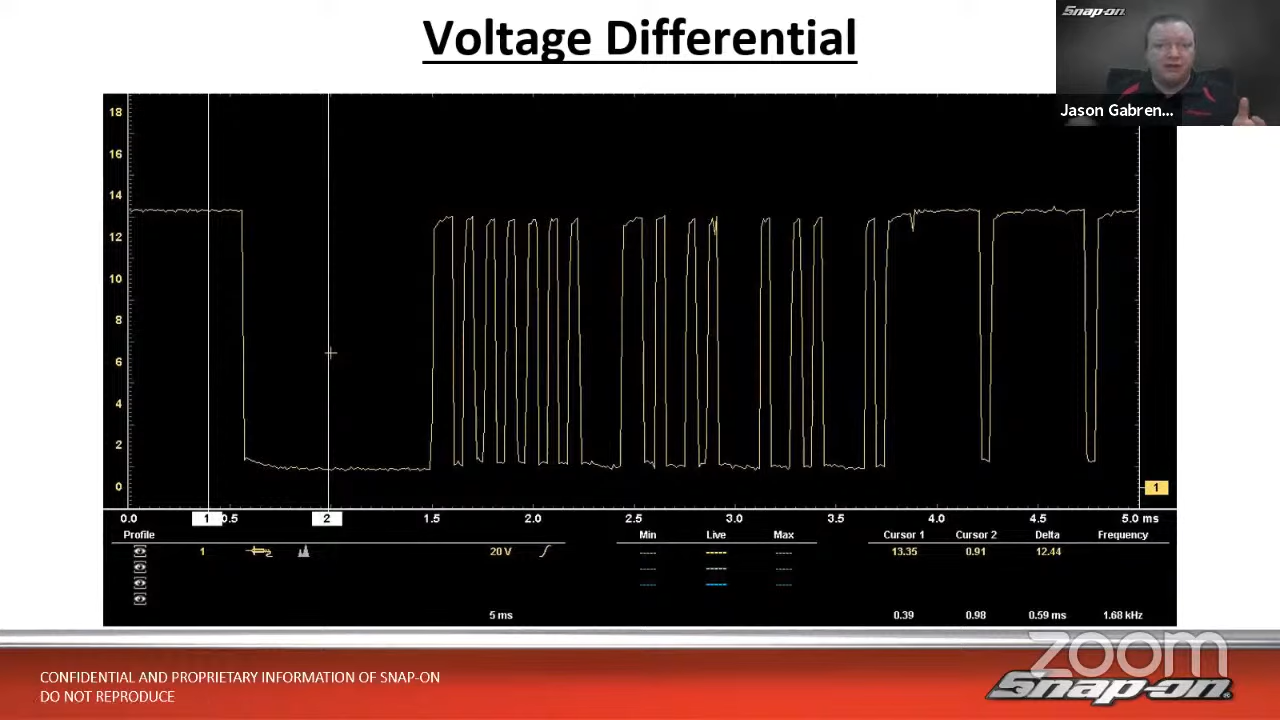 Voltage Differential
Snap-on
Jason Gabren...
18
16
14
12
10
8
6
4
2
0
1
0.0 1 0.5 2 1.5 2.0 2.5 3.0 3.5 4.0 4.5 5.0 ms
Profile Min Live Max Cursor 1 Cursor 2 Delta Frequency
1 20 V ---- ---- ---- 13.35 0.91 12.44
---- ---- ----
---- ---- ----
5 ms 0.39 0.98 0.59 ms 1.68 kHz
CONFIDENTIAL AND PROPRIETARY INFORMATION OF SNAP-ON
DO NOT REPRODUCE
zoom
Snap-on